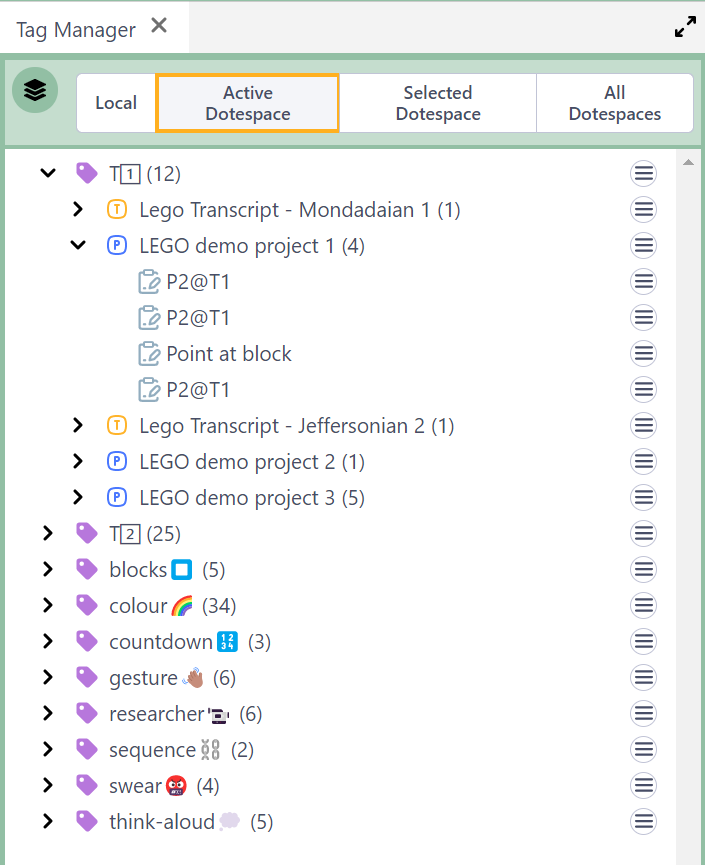 Tag Manager
Local
Active
Dotespace
Selected
Dotespace
All
Dotespaces
T1 (12)
T Lego Transcript - Mondadaian 1 (1)
P LEGO demo project 1 (4)
P2@T1
P2@T1
Point at block
P2@T1
T Lego Transcript - Jeffersonian 2 (1)
P LEGO demo project 2 (1)
P LEGO demo project 3 (5)
T2 (25)
blocks (5)
colour🌈 (34)
countdown🔢 (3)
gesture👋🏽 (6)
researcher (6)
sequence⛓ (2)
swear🤬 (4)
think-aloud💭 (5)